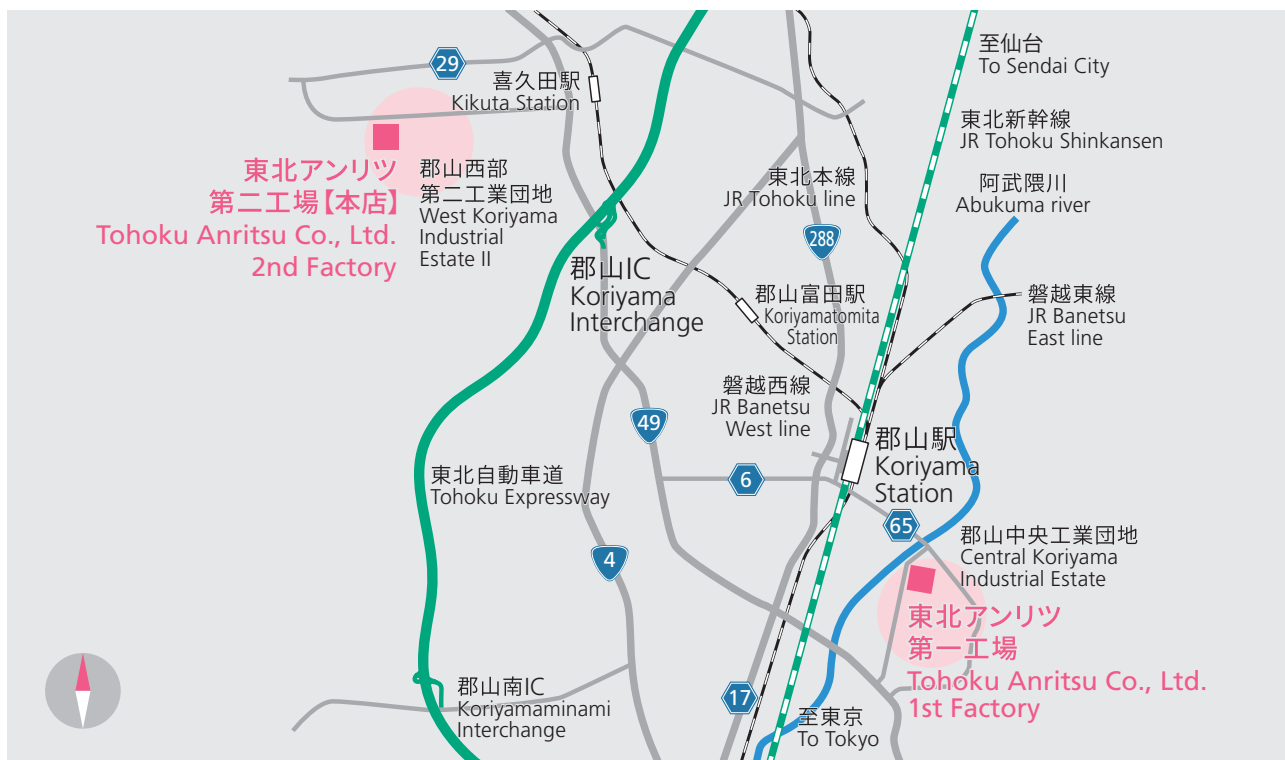 29
喜久田駅
Kikuta Station
東北アンリツ
第二工場【本店】
Tohoku Anritsu Co., Ltd.
2nd Factory
郡山西部
第二工業団地
West Koriyama
Industrial
Estate II
郡山IC
Koriyama
Interchange
至仙台
To Sendai City
東北新幹線
JR Tohoku Shinkansen
東北本線
JR Tohoku line
阿武隈川
Abukuma river
288
郡山富田駅
Koriyamatomita
Station
磐越東線
JR Banetsu
East line
磐越西線
JR Banetsu
West line
49
郡山駅
Koriyama
Station
東北自動車道
Tohoku Expressway
6
65
4
郡山中央工業団地
Central Koriyama
Industrial Estate
東北アンリツ
第一工場
Tohoku Anritsu Co., Ltd.
1st Factory
郡山南IC
Koriyamaminami
Interchange
17
至東京
To Tokyo